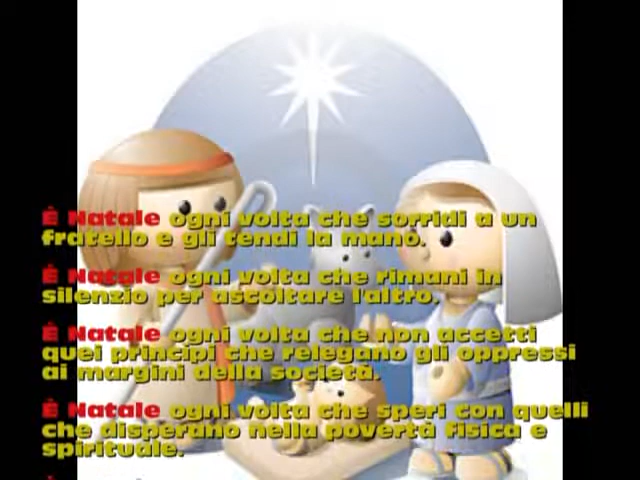 È Natale ogni volta che sorridi a un
fratello e gli tendi la mano.
È Natale ogni volta che rimani in
silenzio per ascoltare l'altro.
È Natale ogni volta che non accetti
quei principi che relegano gli oppressi
ai margini della società.
È Natale ogni volta che speri con quelli
che disperano nella povertà fisica e
spirituale.